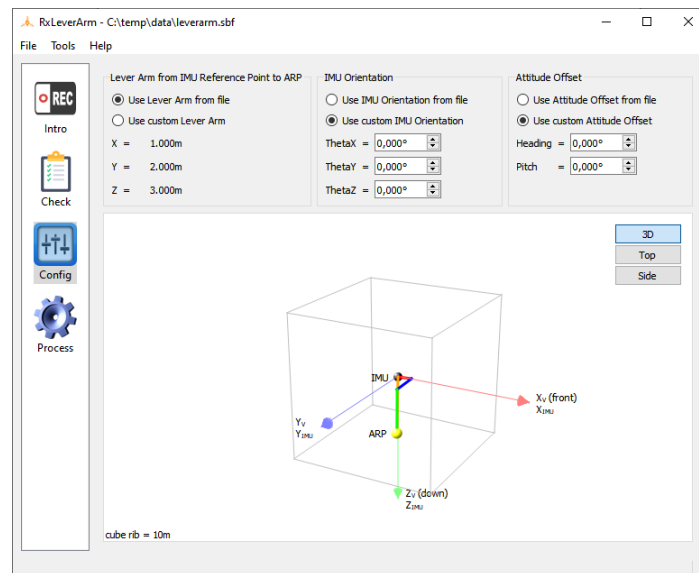 RxLeverArm - C:\temp\data\leverarm.sbf
File Tools Help
REC
Intro
Check
Config
Process
Lever Arm from IMU Reference Point to ARP
Use Lever Arm from file
Use custom Lever Arm
X = 1.000m
Y = 2.000m
Z = 3.000m
IMU Orientation
Use IMU Orientation from file
Use custom IMU Orientation
ThetaX = 0,000°
ThetaY = 0,000°
ThetaZ = 0,000°
Attitude Offset
Use Attitude Offset from file
Use custom Attitude Offset
Heading = 0,000°
Pitch = 0,000°
3D
Top
Side
IMU
XV (front)
XIMU
YV
YIMU
ARP
ZV (down)
ZIMU
cube rib = 10m